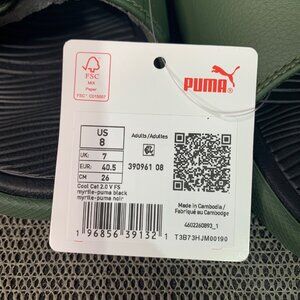 FSC
MIX
Paper
FSC® C015667
PUMA
US
8
UK: 7
EUR: 40.5
CM 26
Adults/Adultes
390961 08
Cool Cat 2.0 V FS
myrtle-puma black
myrtle-puma noir
1 96856 39132 1
Made in Cambodia /
Fabriqué au Cambodge
4602260893_1
T3B73HJM00190